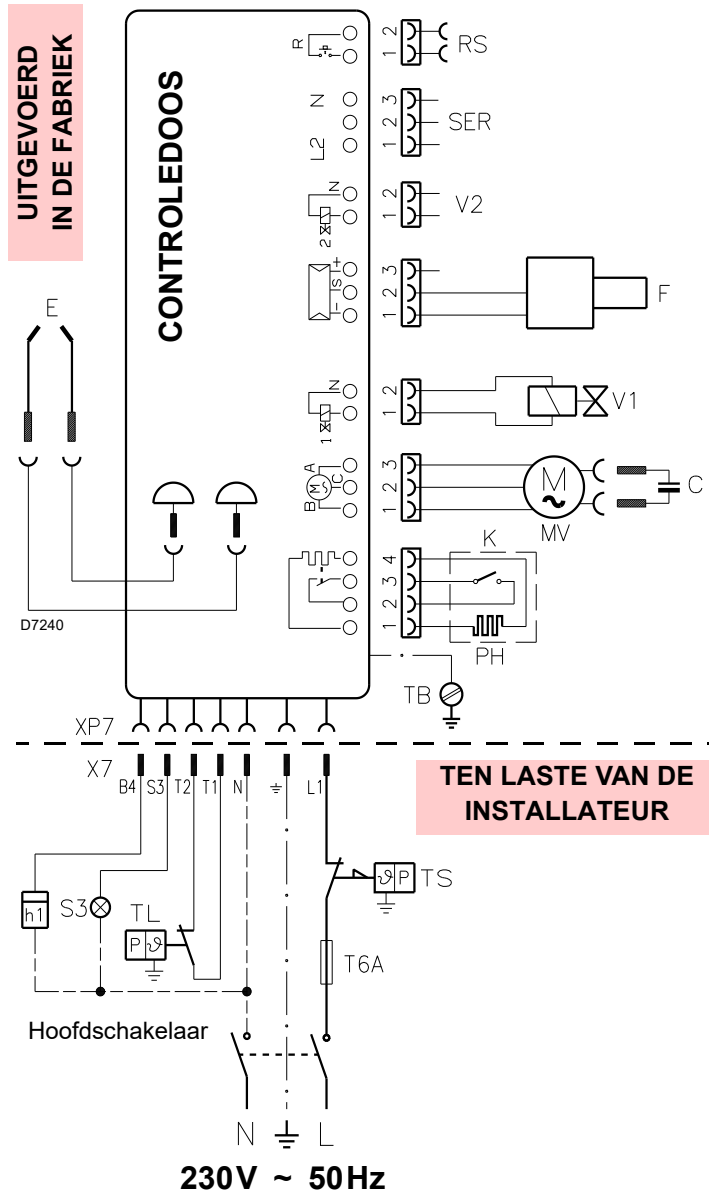 UITGEVOERD
IN DE FABRIEK
CONTROLEDOOS
R
2
1
RS
N
L2
3
2
1
SER
N
2
2
1
V2
+
S
-
3
2
1
F
E
N
1
2
1
V1
A
C
B
M
~
3
2
1
M
~
MV
C
K
4
3
2
1
PH
D7240
TB
XP7
X7
B4
S3
T2
T1
N
L1
TEN LASTE VAN DE
INSTALLATEUR
h1
S3
TL
P ϑ
ϑ P
TS
T6A
Hoofdschakelaar
N
L
230V ~ 50Hz